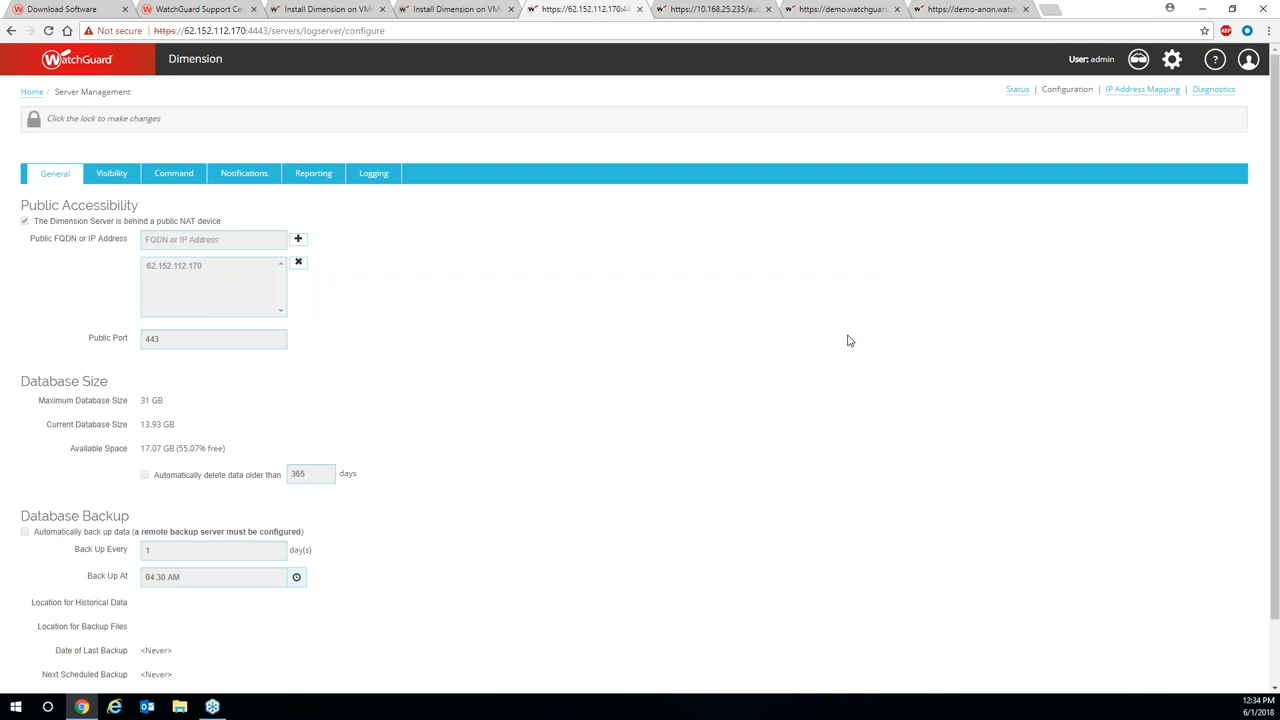 Download Software
WatchGuard Support Ce
Install Dimension on VM
Install Dimension on VM
https://62.152.112.170:4
https://10.168.25.235/au
https://demo.watchguar
https://demo-anon.watc
Not secure
https://62.152.112.170:4443/servers/logserver/configure
WatchGuard
Dimension
User: admin
Home / Server Management
Status | Configuration | IP Address Mapping | Diagnostics
Click the lock to make changes
General
Visibility
Command
Notifications
Reporting
Logging
Public Accessibility
The Dimension Server is behind a public NAT device
Public FQDN or IP Address
FQDN or IP Address
62.152.112.170
Public Port
443
Database Size
Maximum Database Size
31 GB
Current Database Size
13.93 GB
Available Space
17.07 GB (55.07% free)
Automatically delete data older than 365 days
Database Backup
Automatically back up data (a remote backup server must be configured)
Back Up Every
1 day(s)
Back Up At
04:30 AM
Location for Historical Data
Location for Backup Files
Date of Last Backup
<Never>
Next Scheduled Backup
<Never>
12:34 PM
6/1/2018